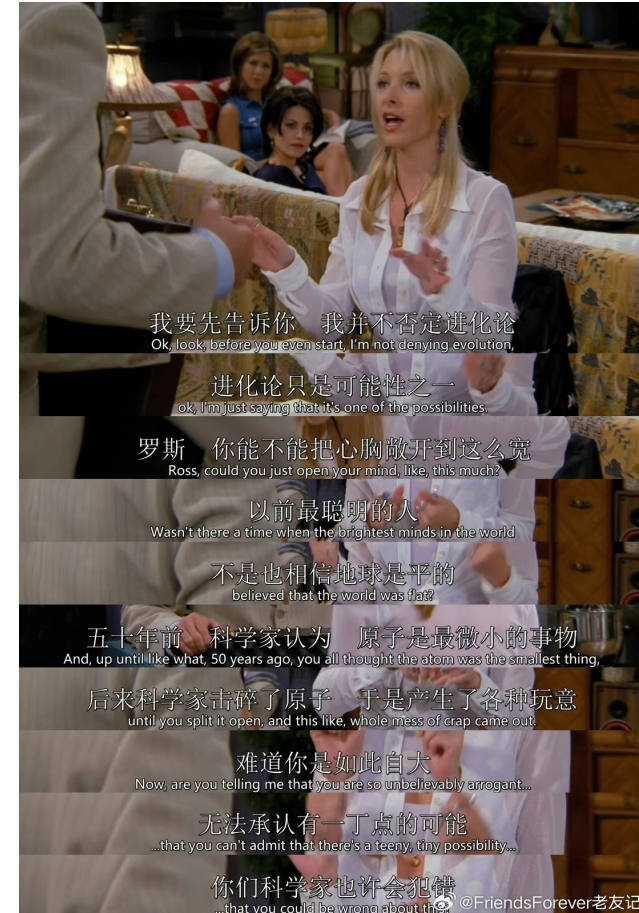 我要先告诉你 我并不否定进化论
Ok, look, before you even start, I'm not denying evolution,
进化论只是可能性之一
ok, I'm just saying that it's one of the possibilities.
罗斯 你能不能把心胸敞开到这么宽
Ross, could you just open your mind, like, this much?
以前最聪明的人
Wasn't there a time when the brightest minds in the world
不是也相信地球是平的
believed that the world was flat?
五十年前 科学家认为 原子是最微小的事物
And, up until like what, 50 years ago, you all thought the atom was the smallest thing,
后来科学家击碎了原子 于是产生了各种玩意
until you split it open, and this like, whole mess of crap came out.
难道你是如此自大
Now, are you telling me that you are so unbelievably arrogant...
无法承认有一丁点的可能
...that you can't admit that there's a teeny, tiny possibility...
你们科学家也许会犯错
...that you could be wrong about
@FriendsForever老友记